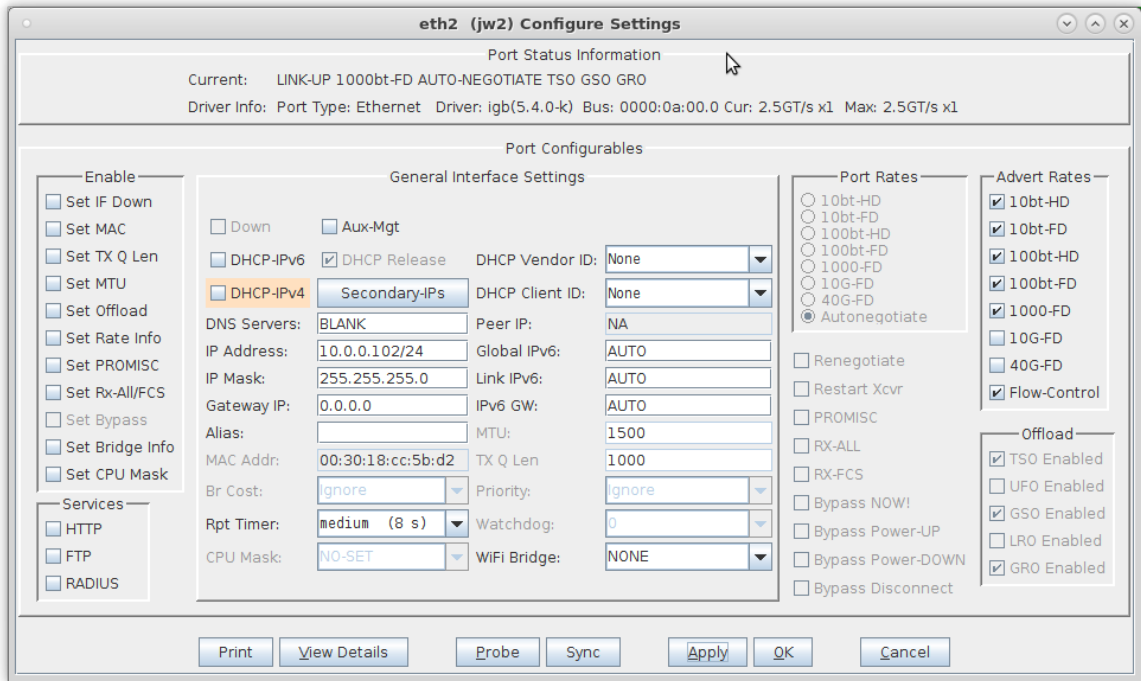 eth2 (jw2) Configure Settings
Port Status Information
Current: LINK-UP 1000bt-FD AUTO-NEGOTIATE TSO GSO GRO
Driver Info: Port Type: Ethernet Driver: igb(5.4.0-k) Bus: 0000:0a:00.0 Cur: 2.5GT/s x1 Max: 2.5GT/s x1
Port Configurables
Enable
Set IF Down
Set MAC
Set TX Q Len
Set MTU
Set Offload
Set Rate Info
Set PROMISC
Set Rx-All/FCS
Set Bypass
Set Bridge Info
Set CPU Mask
Services
HTTP
FTP
RADIUS
General Interface Settings
Down Aux-Mgt
DHCP-IPv6 DHCP Release DHCP Vendor ID: None
DHCP-IPv4 Secondary-IPs DHCP Client ID: None
DNS Servers: BLANK Peer IP: NA
IP Address: 10.0.0.102/24 Global IPv6: AUTO
IP Mask: 255.255.255.0 Link IPv6: AUTO
Gateway IP: 0.0.0.0 IPv6 GW: AUTO
Alias: MTU: 1500
MAC Addr: 00:30:18:cc:5b:d2 TX Q Len 1000
Br Cost: Ignore Priority: Ignore
Rpt Timer: medium (8 s) Watchdog: 0
CPU Mask: NO-SET WiFi Bridge: NONE
Port Rates
10bt-HD
10bt-FD
100bt-HD
100bt-FD
1000-FD
10G-FD
40G-FD
Autonegotiate
Renegotiate
Restart Xcvr
PROMISC
RX-ALL
RX-FCS
Bypass NOW!
Bypass Power-UP
Bypass Power-DOWN
Bypass Disconnect
Advert Rates
10bt-HD
10bt-FD
100bt-HD
100bt-FD
1000-FD
10G-FD
40G-FD
Flow-Control
Offload
TSO Enabled
UFO Enabled
GSO Enabled
LRO Enabled
GRO Enabled
Print View Details Probe Sync Apply OK Cancel